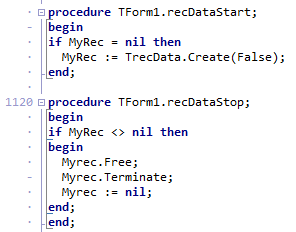 procedure TForm1.recDataStart;
begin
if MyRec = nil then
MyRec := TrecData.Create(False);
end;
1120 procedure TForm1.recDataStop;
begin
if MyRec <> nil then
begin
Myrec.Free;
Myrec.Terminate;
Myrec := nil;
end;
end;